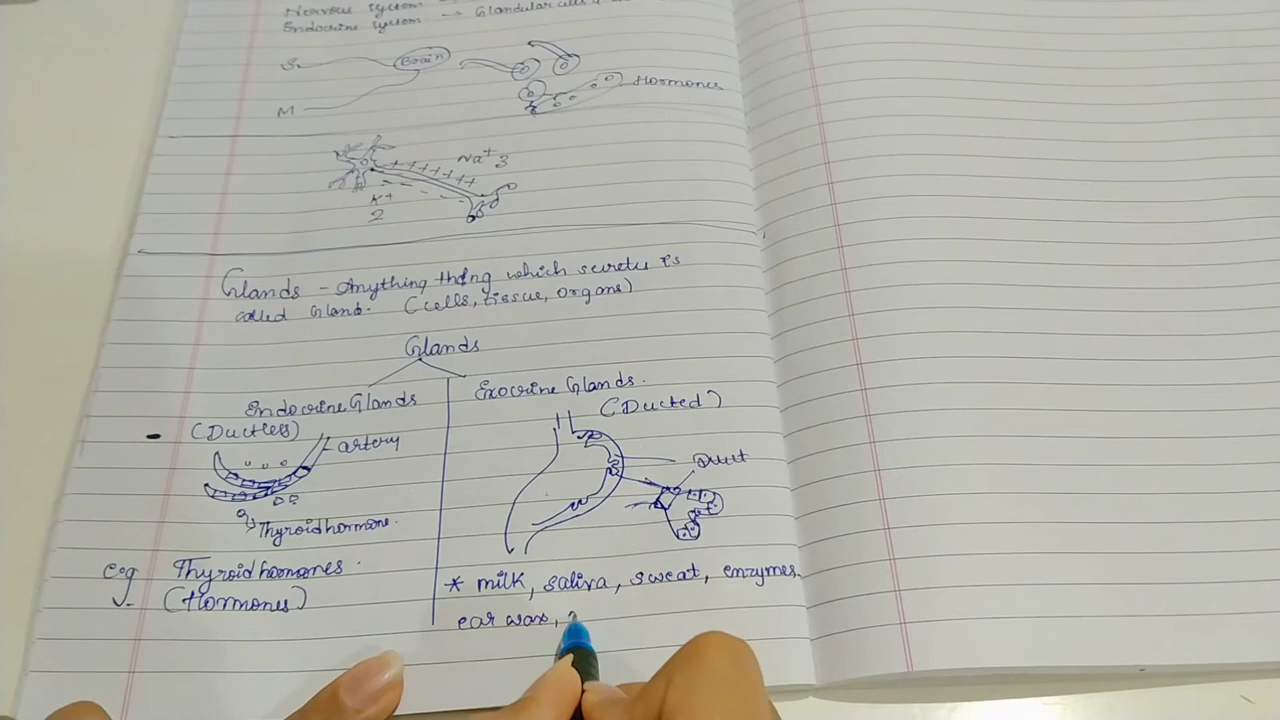 Nervous system
Endocrine system → Glandular cells
S
Brain
Hormones
M
Na+ 3
+ + + + + + +
K+
2
Glands - Anything thing which secrets is
called Gland. (cells, tissue, organs)
Glands
Endocrine Glands
Exocrine Glands.
- (Ductless)
(Ducted)
artery
Duct
Thyroid hormone.
e.g Thyroid hormones.
(Hormones)
* milk, saliva, sweat, enzymes.
ear wax,